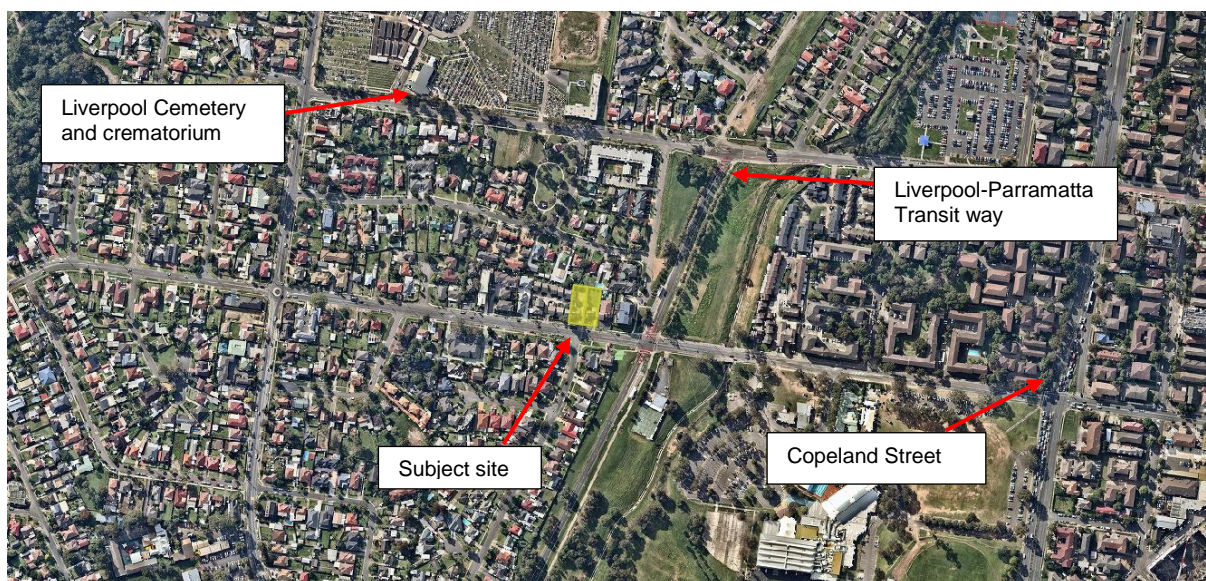 Liverpool Cemetery
and crematorium
Liverpool-Parramatta
Transit way
Subject site
Copeland Street